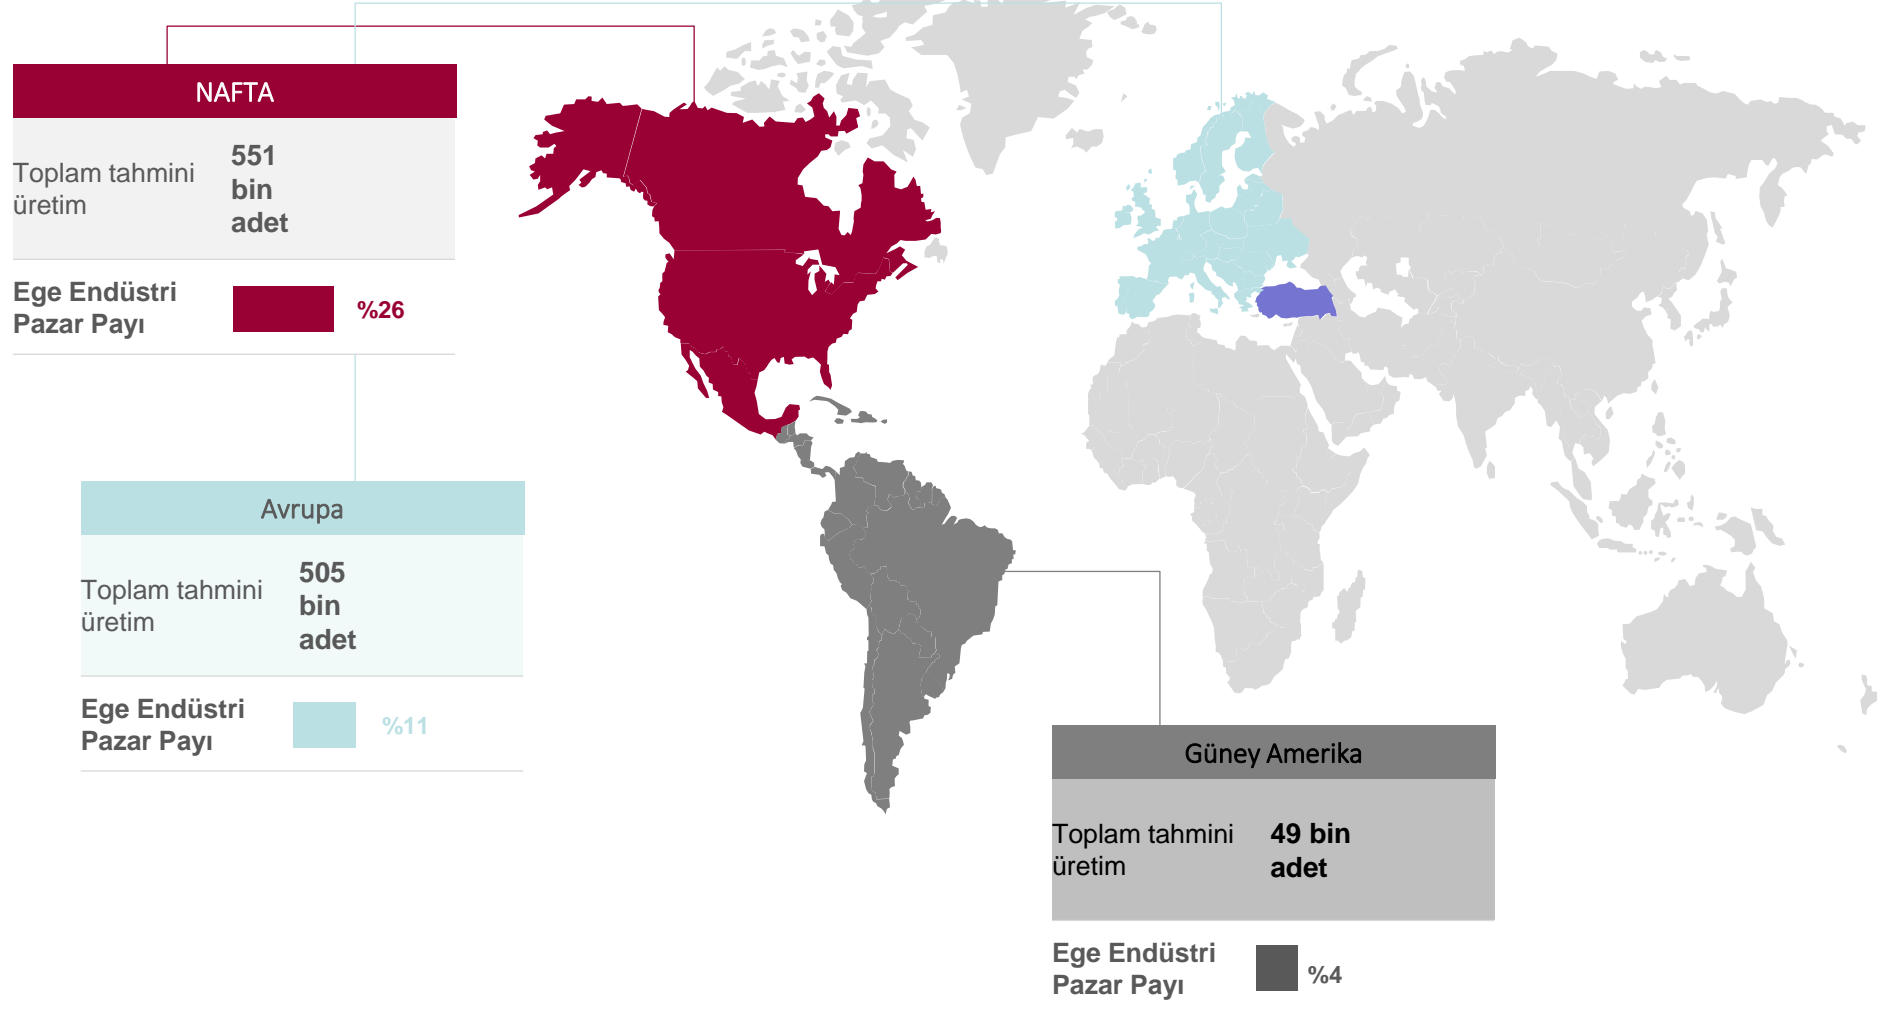 NAFTA
Toplam tahmini
üretim
551
bin
adet
Ege Endüstri
Pazar Payı
%26
Avrupa
Toplam tahmini
üretim
505
bin
adet
Ege Endüstri
Pazar Payı
%11
Güney Amerika
Toplam tahmini
üretim
49 bin
adet
Ege Endüstri
Pazar Payı
%4